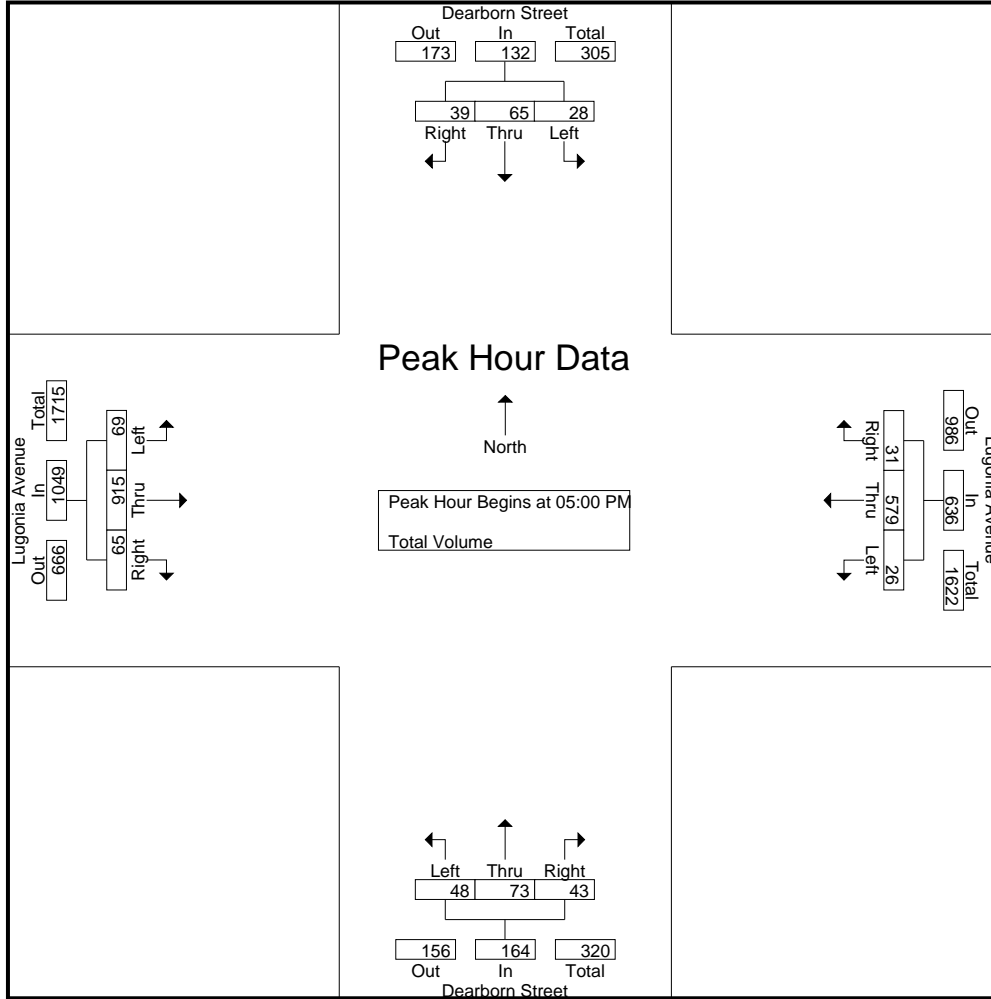 Dearborn Street
Out In Total
173 132 305
39 65 28
Right Thru Left
Peak Hour Data
North
Peak Hour Begins at 05:00 PM
Total Volume
Lugonia Avenue
Total In Out
1715 1049 666
69 915 65
Left Thru Right
Lugonia Avenue
Out In Total
986 636 1622
31 579 26
Right Thru Left
Left Thru Right
48 73 43
156 164 320
Out In Total
Dearborn Street